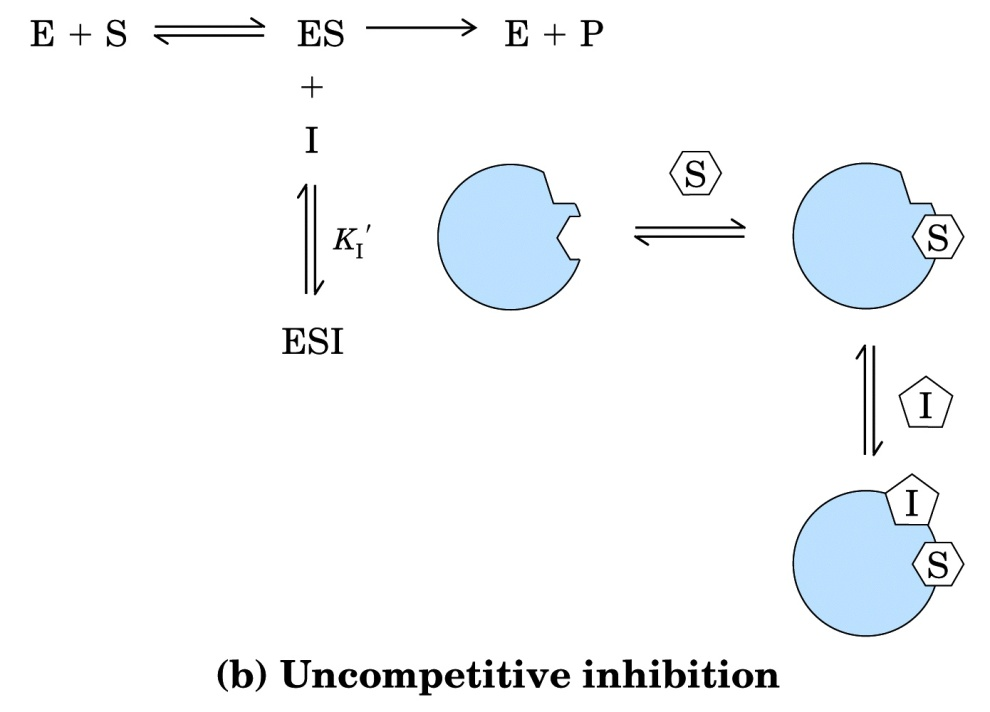 E + S ⇌ ES ⟶ E + P
+
I
K_I′
ESI
S
S
I
I
S
(b) Uncompetitive inhibition